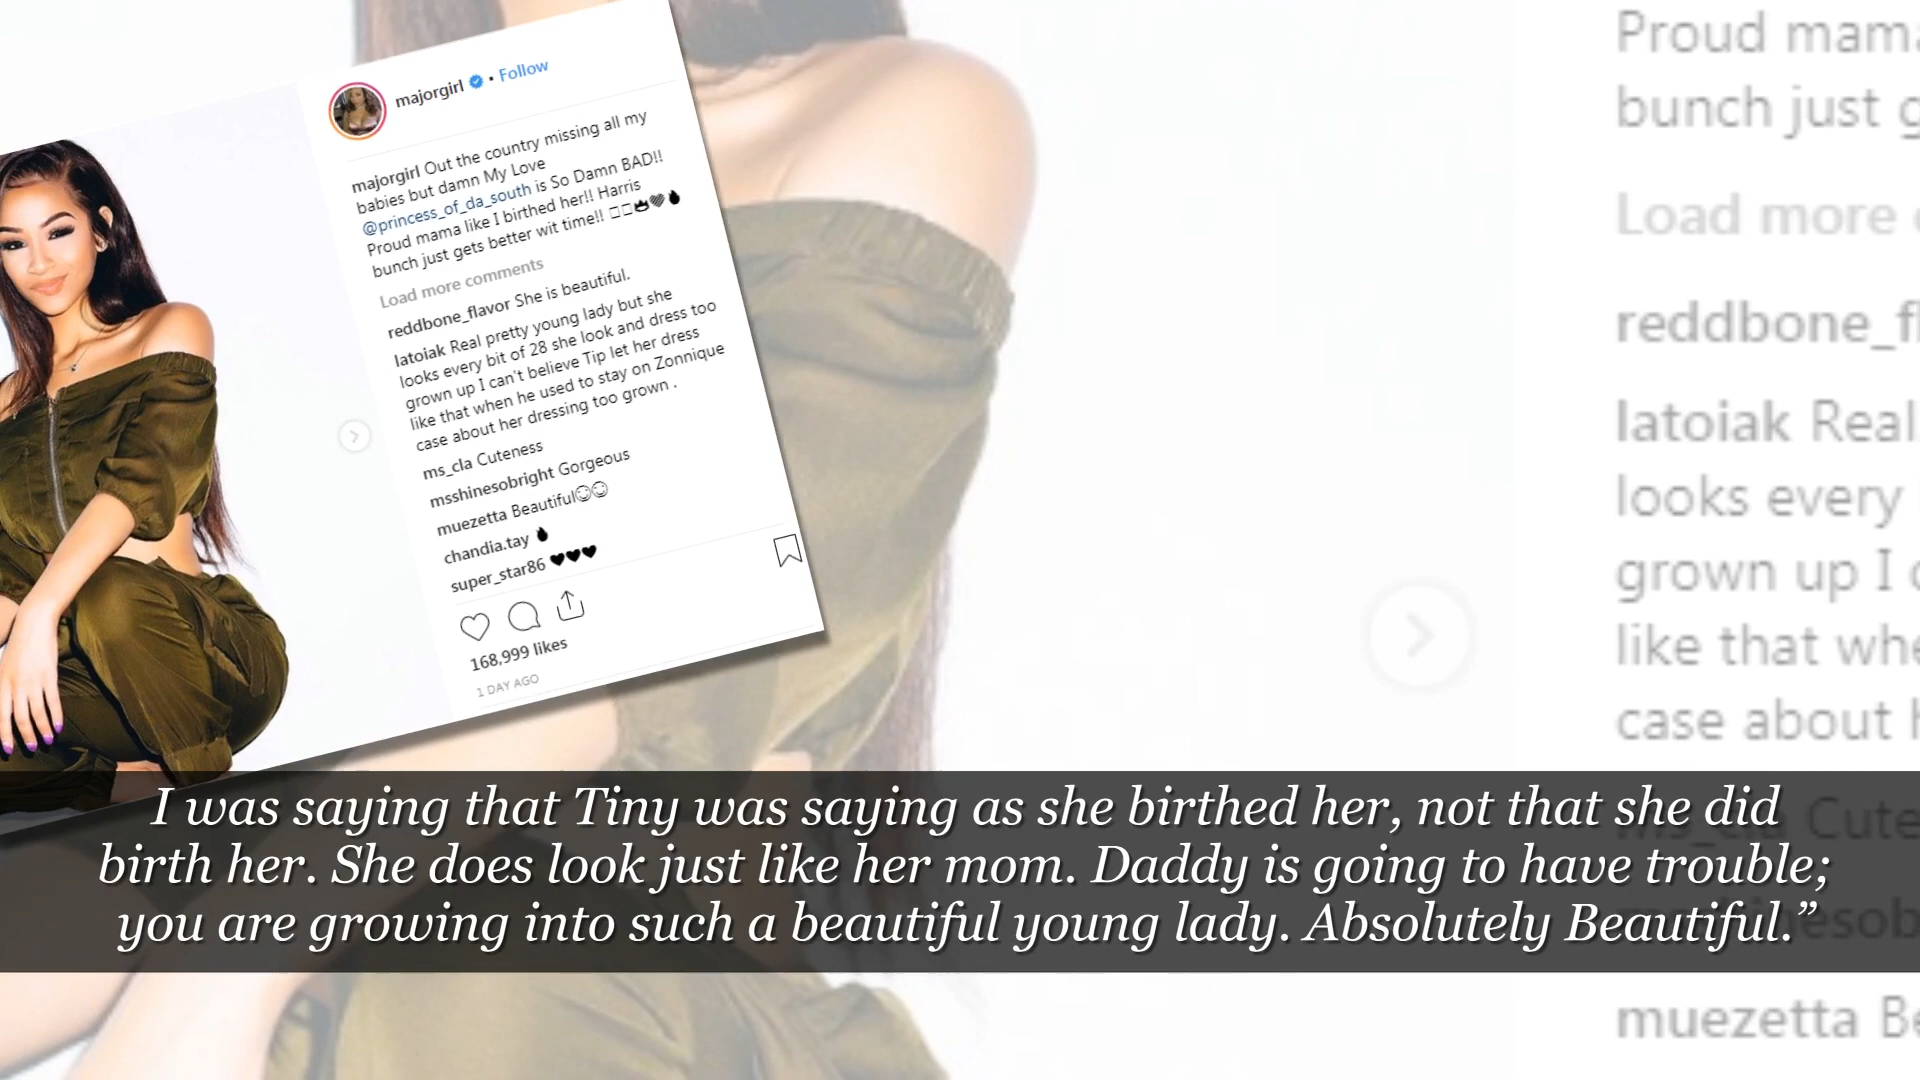 majorgirl • Follow
majorgirl Out the country missing all my
babies but damn My Love
@princess_of_da_south is So Damn BAD!!
Proud mama like I birthed her!! Harris
bunch just gets better wit time!!
Load more comments
reddbone_flavor She is beautiful.
latoiak Real pretty young lady but she
looks every bit of 28 she look and dress too
grown up I can't believe Tip let her dress
like that when he used to stay on Zonnique
case about her dressing too grown .
ms_cla Cuteness
msshinesobright Gorgeous
muezetta Beautiful
chandia.tay
super_star86
168,999 likes
1 DAY AGO
Proud mama
bunch just g
Load more c
reddbone_fl
latoiak Real
looks every
grown up I c
like that whe
case about h
ms_cla Cute
esob
muezetta Be
I was saying that Tiny was saying as she birthed her, not that she did
birth her. She does look just like her mom. Daddy is going to have trouble;
you are growing into such a beautiful young lady. Absolutely Beautiful.”